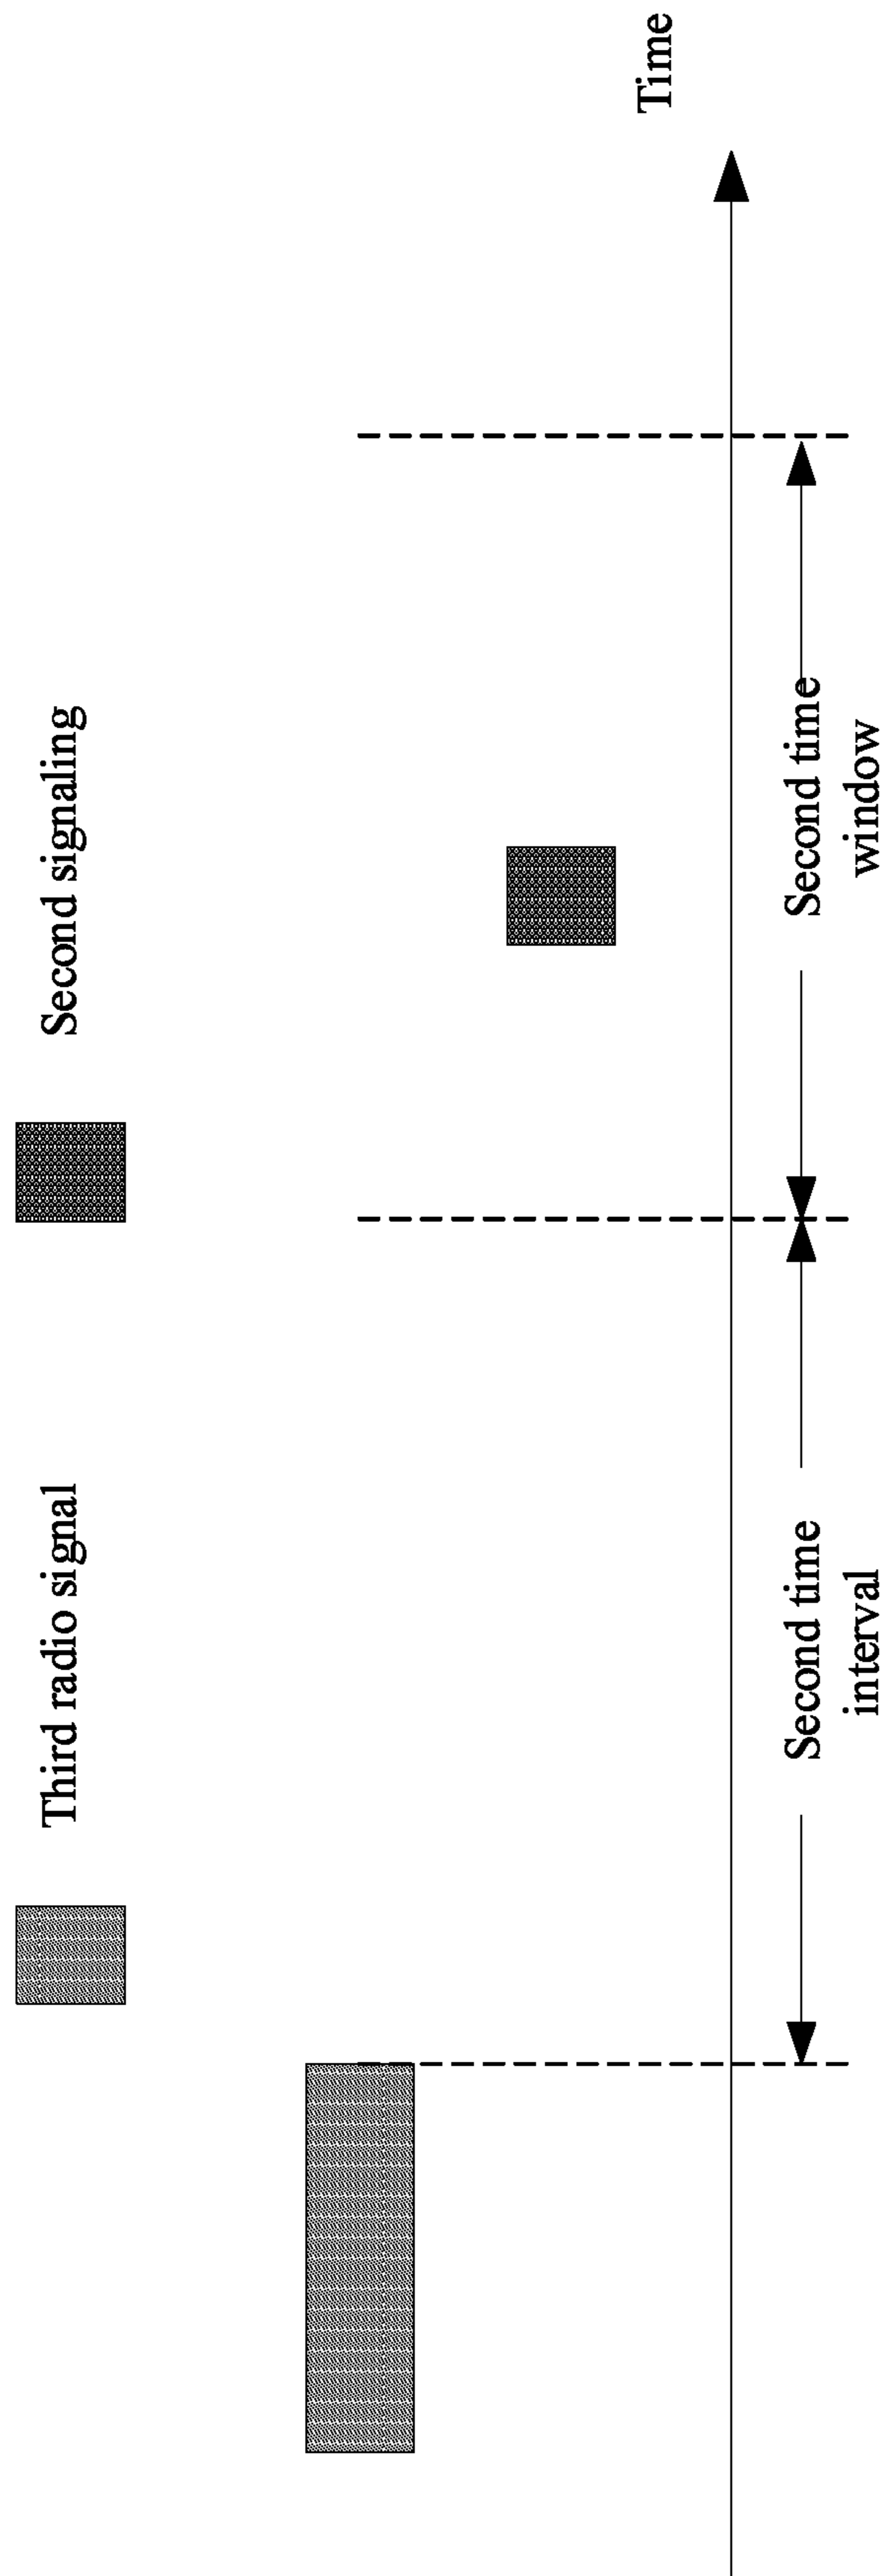 Third radio signal
Second signaling
Time
Second time
interval
Second time
window